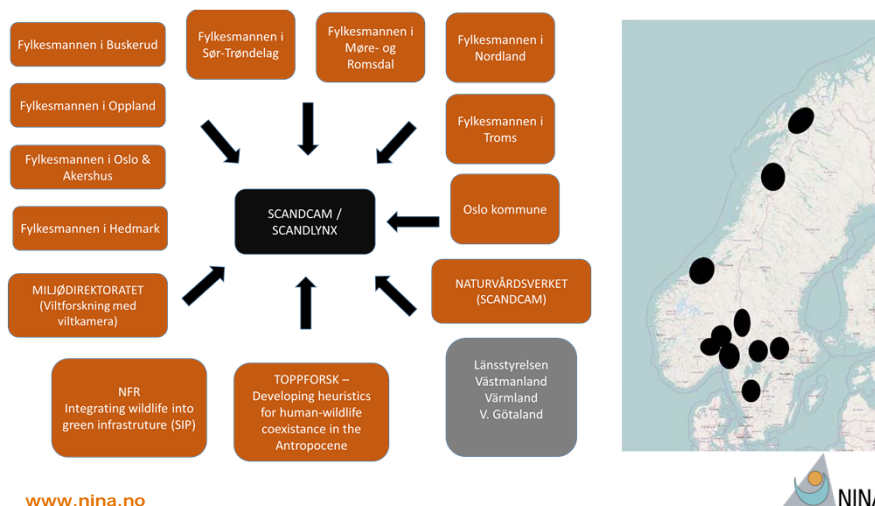 Fylkesmannen i Buskerud
Fylkesmannen i
Sør-Trøndelag
Fylkesmannen i
Møre- og
Romsdal
Fylkesmannen i
Nordland
Fylkesmannen i Oppland
Fylkesmannen i
Troms
Fylkesmannen i Oslo &
Akershus
Fylkesmannen i Hedmark
SCANDCAM /
SCANDLYNX
Oslo kommune
MILJØDIREKTORATET
(Viltforskning med
viltkamera)
NATURVÅRDSVERKET
(SCANDCAM)
NFR
Integrating wildlife into
green infrastruture (SIP)
TOPPFORSK –
Developing heuristics
for human-wildlife
coexistance in the
Antropocene
Länsstyrelsen
Västmanland
Värmland
V. Götaland
www.nina.no
NINA